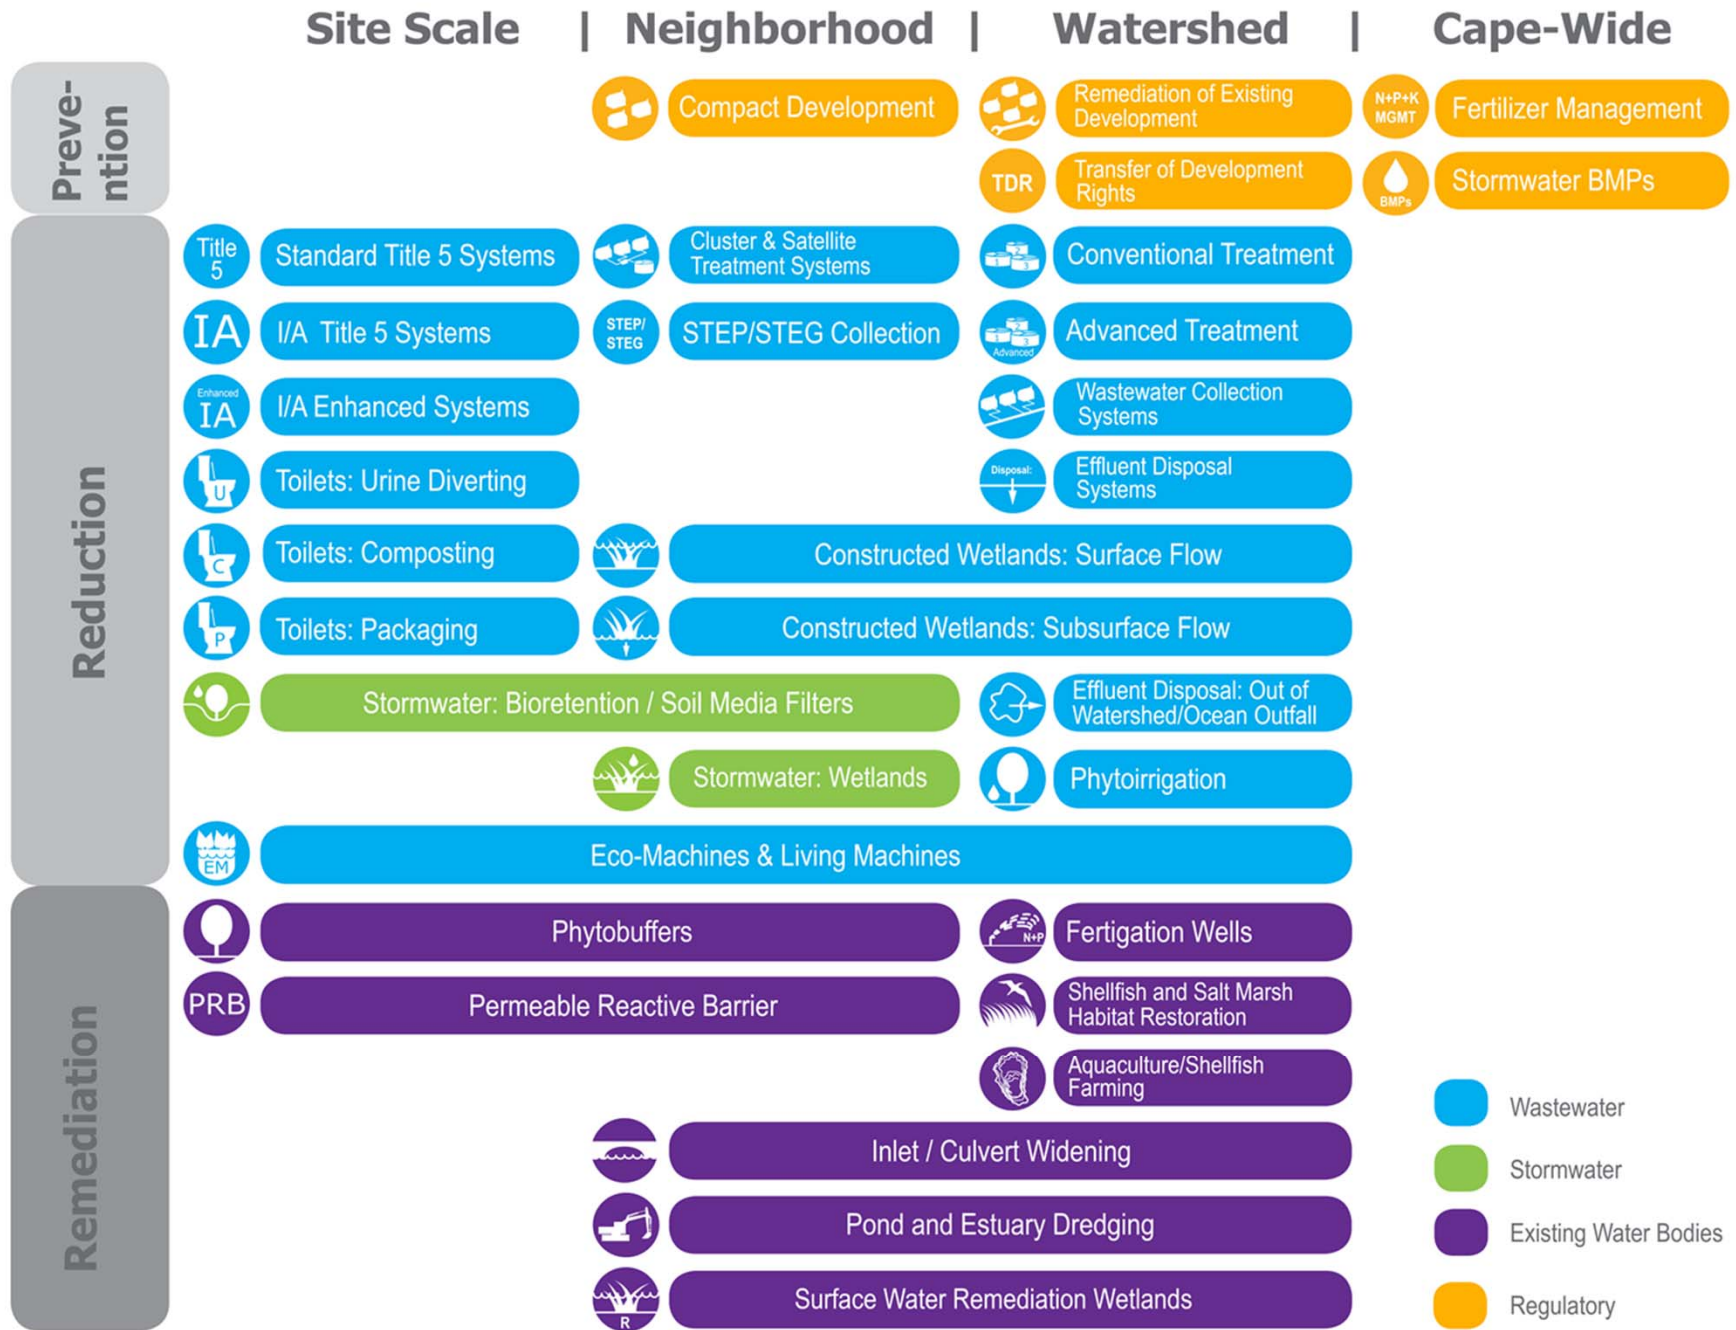 Site Scale | Neighborhood | Watershed | Cape-Wide
Preve-
ntion
Compact Development
Remediation of Existing
Development
N+P+K
MGMT
Fertilizer Management
TDR
Transfer of Development
Rights
BMPs
Stormwater BMPs
Reduction
Title
5
Standard Title 5 Systems
Cluster & Satellite
Treatment Systems
1 2 3
Conventional Treatment
IA
I/A Title 5 Systems
STEP/
STEG
STEP/STEG Collection
1 2 3
Advanced
Advanced Treatment
Enhanced
IA
I/A Enhanced Systems
Wastewater Collection
Systems
U
Toilets: Urine Diverting
Disposal:
Effluent Disposal
Systems
C
Toilets: Composting
Constructed Wetlands: Surface Flow
P
Toilets: Packaging
Constructed Wetlands: Subsurface Flow
Stormwater: Bioretention / Soil Media Filters
Effluent Disposal: Out of
Watershed/Ocean Outfall
Stormwater: Wetlands
Phytoirrigation
EM
Eco-Machines & Living Machines
Remediation
Phytobuffers
N+P
Fertigation Wells
PRB
Permeable Reactive Barrier
Shellfish and Salt Marsh
Habitat Restoration
Aquaculture/Shellfish
Farming
Inlet / Culvert Widening
Pond and Estuary Dredging
R
Surface Water Remediation Wetlands
Wastewater
Stormwater
Existing Water Bodies
Regulatory